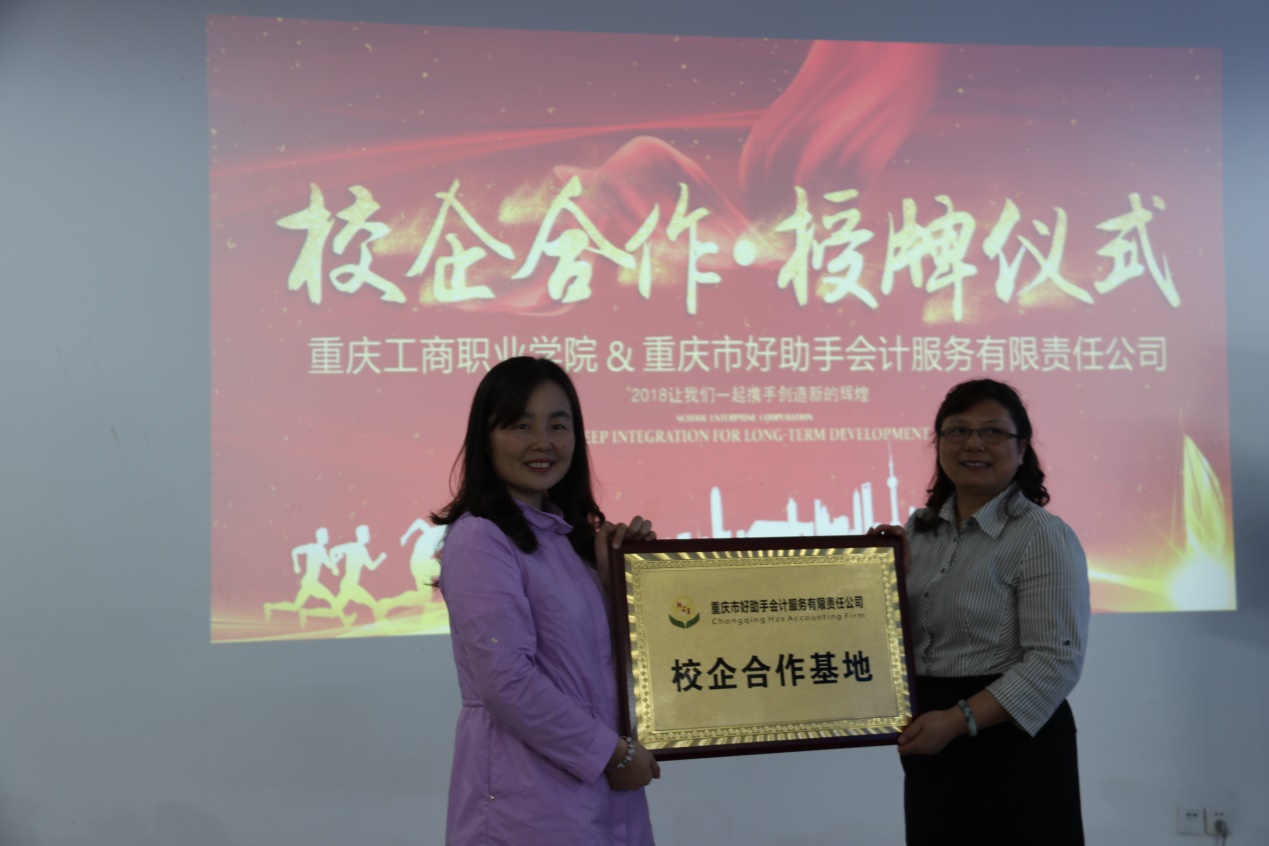 校企合作·授牌仪式
重庆工商职业学院 & 重庆市好助手会计服务有限责任公司
"2018让我们一起携手创造新的辉煌
SCHOOL ENTERPRISE COOPERATION
EEP INTEGRATION FOR LONG-TERM DEVELOPMENT
HZS
重庆市好助手会计服务有限责任公司
Chongqing Hzs Accounting Firm
校企合作基地